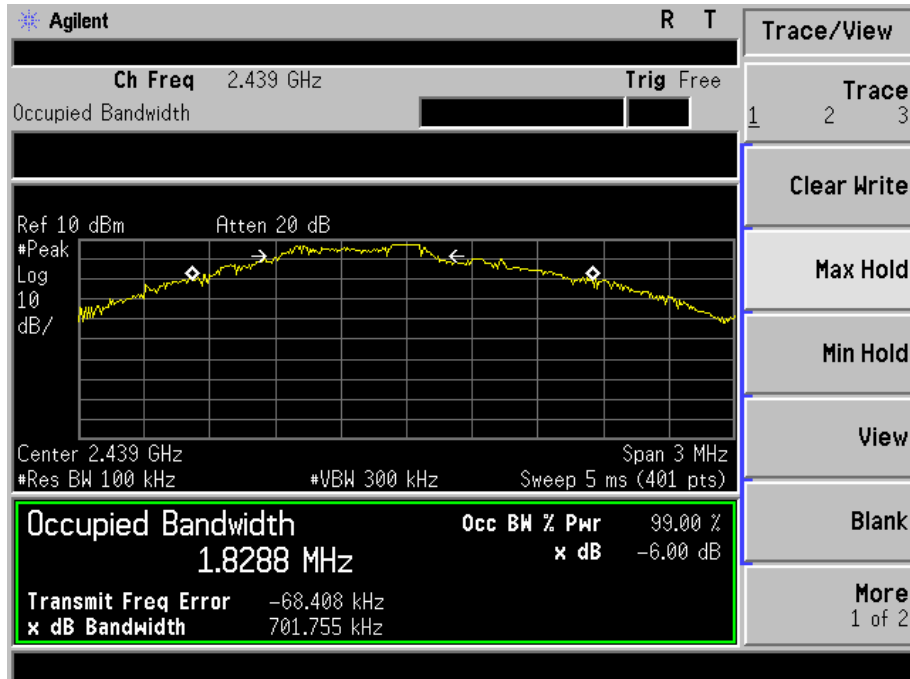 Agilent
R T
Trace/View
Ch Freq 2.439 GHz
Trig Free
Occupied Bandwidth
Trace
1 2 3
Clear Write
Ref 10 dBm
Atten 20 dB
#Peak
Log
10
dB/
Max Hold
Min Hold
Center 2.439 GHz
Span 3 MHz
#Res BW 100 kHz
#VBW 300 kHz
Sweep 5 ms (401 pts)
View
Occupied Bandwidth
1.8288 MHz
Occ BW % Pwr 99.00 %
x dB -6.00 dB
Transmit Freq Error -68.408 kHz
x dB Bandwidth 701.755 kHz
Blank
More
1 of 2